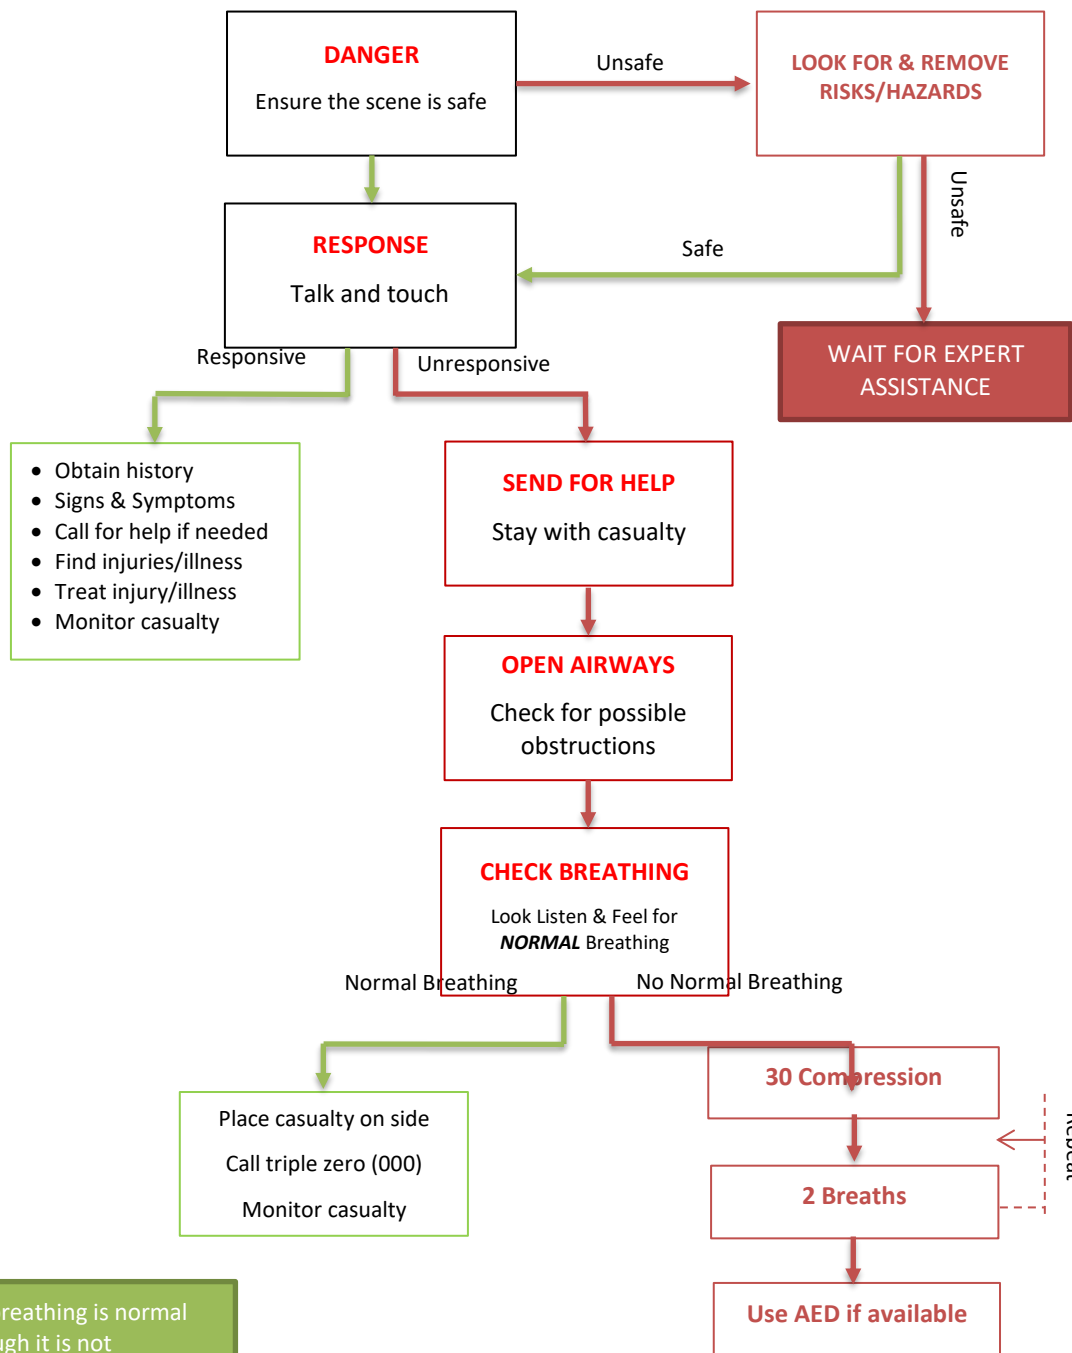 DANGER
Ensure the scene is safe
Unsafe
LOOK FOR & REMOVE
RISKS/HAZARDS
Unsafe
RESPONSE
Talk and touch
Safe
WAIT FOR EXPERT
ASSISTANCE
Responsive
Unresponsive
• Obtain history
• Signs & Symptoms
• Call for help if needed
• Find injuries/illness
• Treat injury/illness
• Monitor casualty
SEND FOR HELP
Stay with casualty
OPEN AIRWAYS
Check for possible
obstructions
CHECK BREATHING
Look Listen & Feel for
NORMAL Breathing
Normal Breathing
No Normal Breathing
Place casualty on side
Call triple zero (000)
Monitor casualty
30 Compression
Repeat
2 Breaths
Use AED if available
breathing is normal
it is not